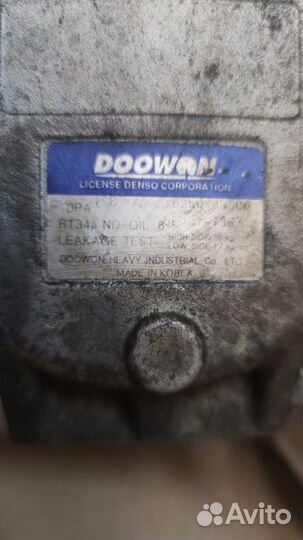 DOOWON
LICENSE DENSO CORPORATION
R134a ND-OIL 8
LEAKAGE TEST HIGH SIDE
LOW SIDE
DOOWON HEAVY INDUSTRIAL Co. LTD
MADE IN KOREA
Avito